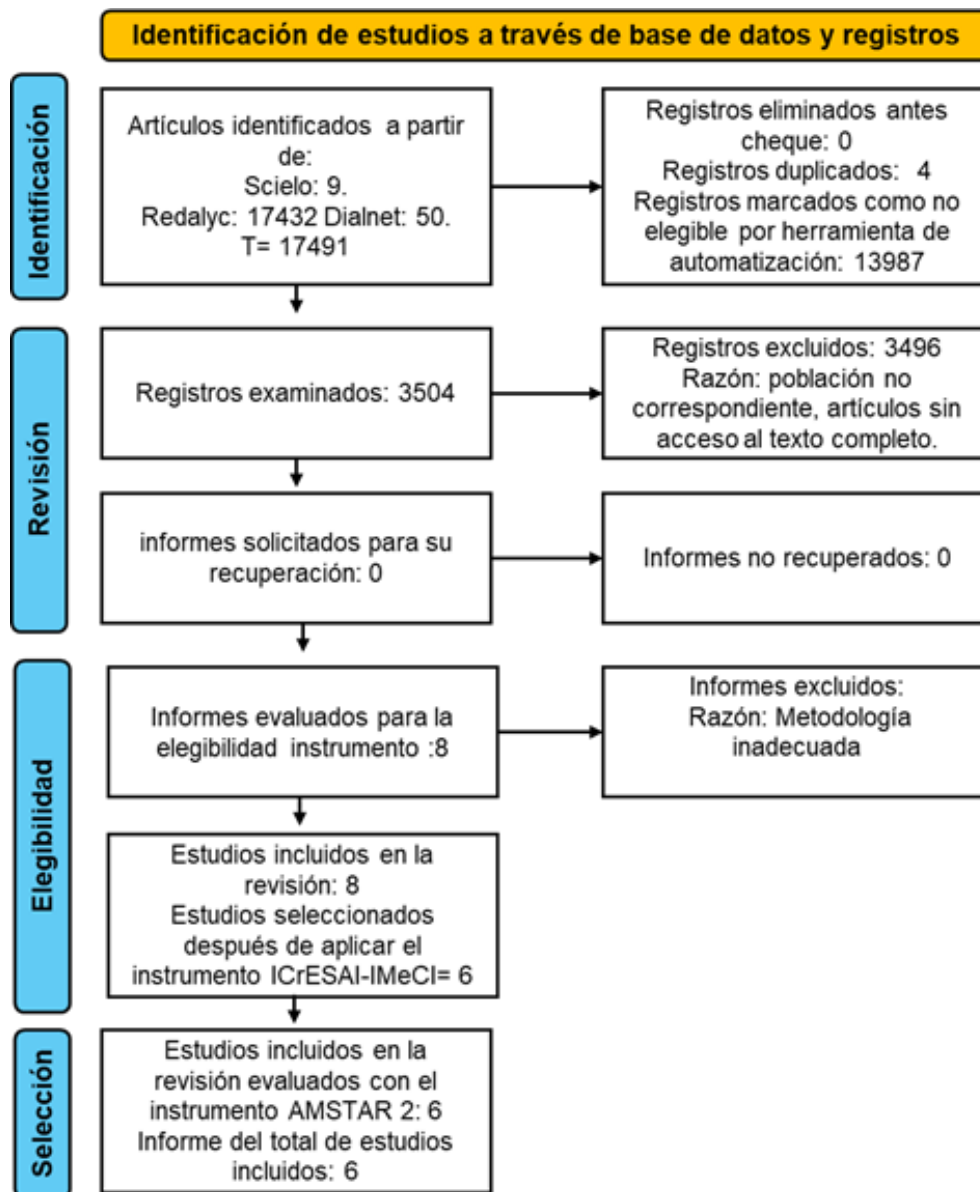 Identificación de estudios a través de base de datos y registros
Identificación
Artículos identificados a partir
de:
Scielo: 9.
Redalyc: 17432 Dialnet: 50.
T= 17491
Registros eliminados antes
cheque: 0
Registros duplicados: 4
Registros marcados como no
elegible por herramienta de
automatización: 13987
Revisión
Registros examinados: 3504
Registros excluidos: 3496
Razón: población no
correspondiente, artículos sin
acceso al texto completo.
informes solicitados para su
recuperación: 0
Informes no recuperados: 0
Elegibilidad
Informes evaluados para la
elegibilidad instrumento :8
Informes excluidos:
Razón: Metodología
inadecuada
Estudios incluidos en la
revisión: 8
Estudios seleccionados
después de aplicar el
instrumento ICrESAI-IMeCI= 6
Selección
Estudios incluidos en la
revisión evaluados con el
instrumento AMSTAR 2: 6
Informe del total de estudios
incluidos: 6